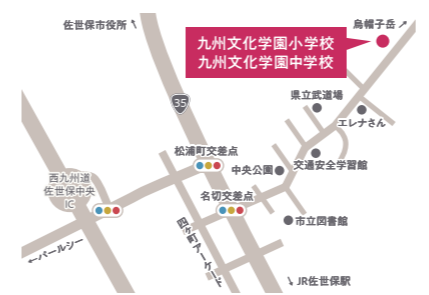 佐世保市役所
烏帽子岳
九州文化学園小学校
九州文化学園中学校
35
県立武道場
エレナさん
松浦町交差点
交通安全学習館
中央公園
西九州道
佐世保中央
IC
名切交差点
市立図書館
四ヶ町アーケード
←パールシー
JR佐世保駅